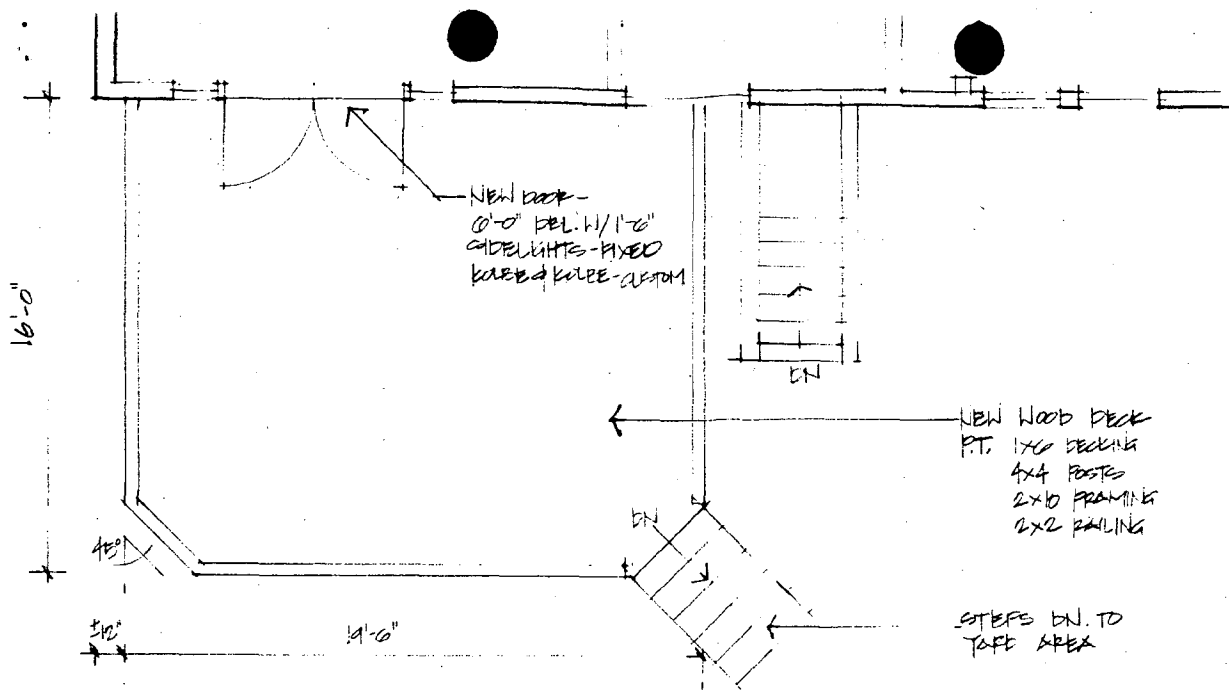 NEW DOOR-
6'-0" DBL. W/1'-6"
SIDELIGHTS-FIXED
KOLBE & KOLBE-CUSTOM
16'-0"
DN
NEW WOOD DECK
P.T. 1x6 DECKING
4x4 POSTS
2x10 FRAMING
2x2 RAILING
DN
45°
±12"
19'-6"
STEPS DN. TO
AREA